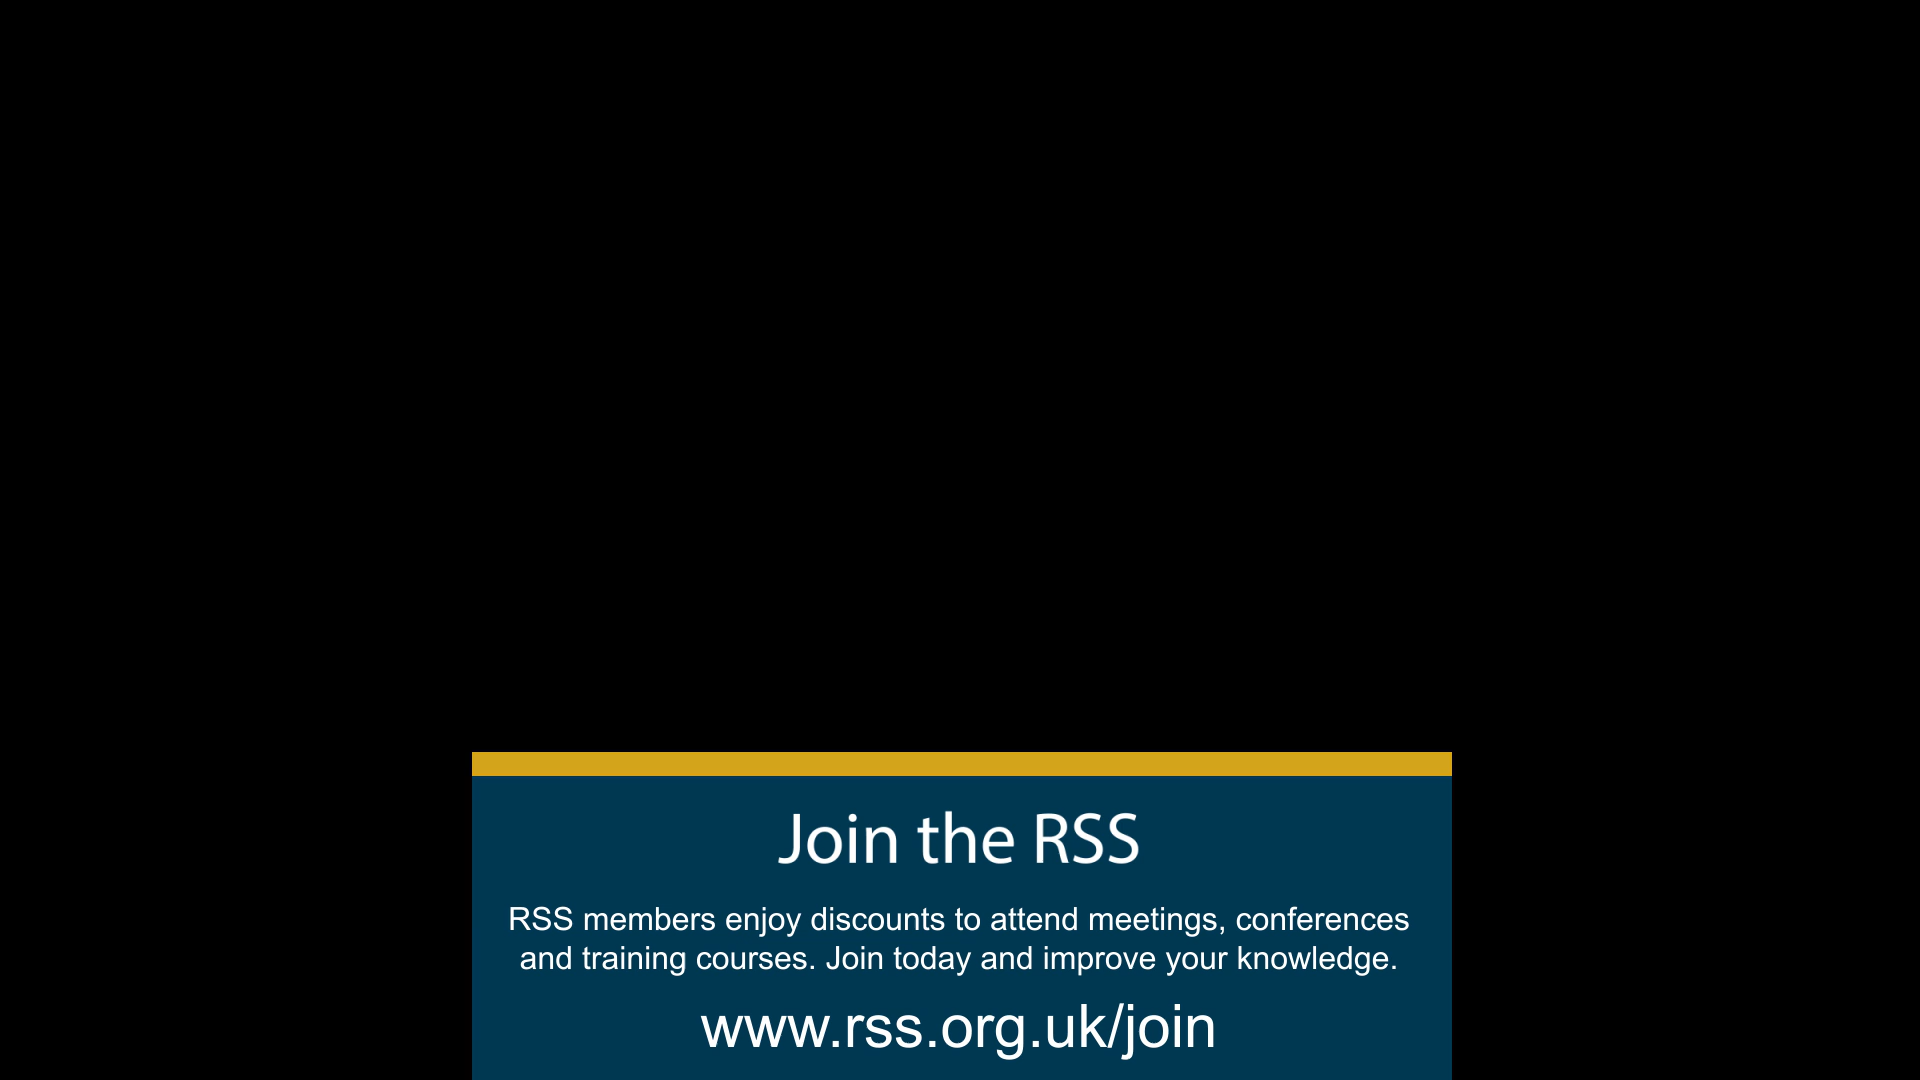 Join the RSS
RSS members enjoy discounts to attend meetings, conferences
and training courses. Join today and improve your knowledge.
www.rss.org.uk/join